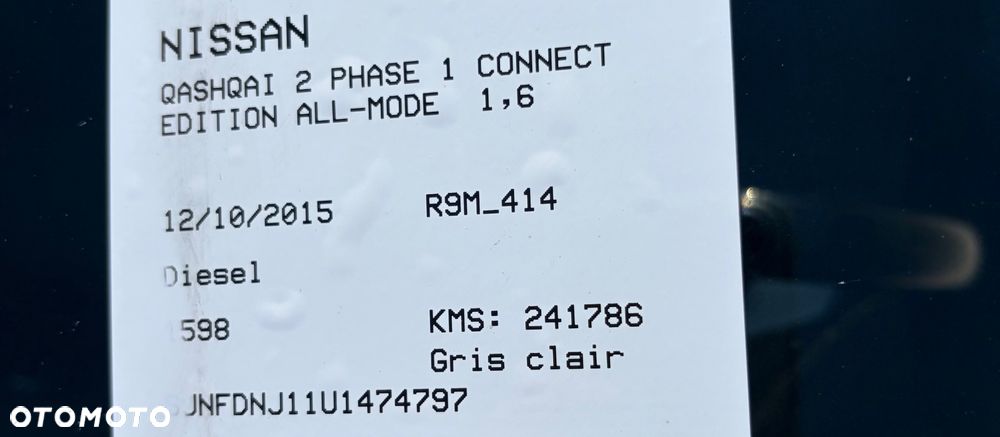 NISSAN
QASHQAI 2 PHASE 1 CONNECT
EDITION ALL-MODE 1,6
12/10/2015 R9M_414
Diesel
598 KMS: 241786
Gris clair
JNFDNJ11U1474797
OTOMOTO